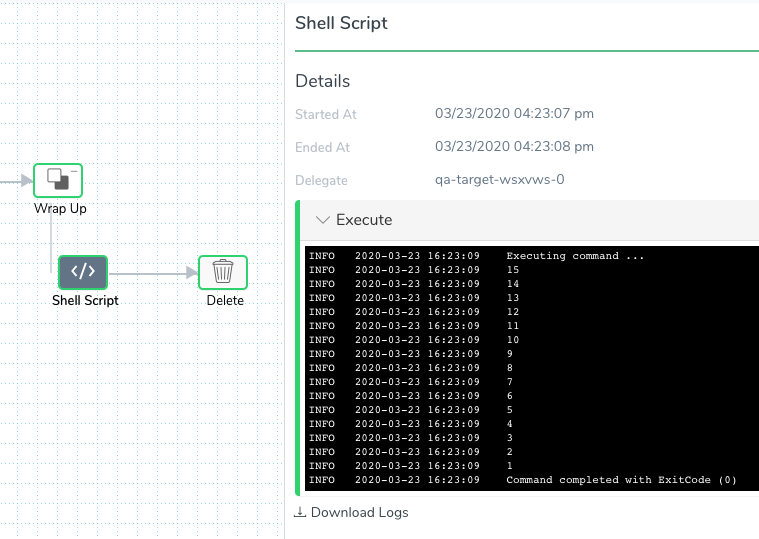 Shell Script
Details
Started At 03/23/2020 04:23:07 pm
Ended At 03/23/2020 04:23:08 pm
Delegate qa-target-wsxvws-0
Wrap Up
Shell Script
Delete
Execute
INFO 2020-03-23 16:23:09 Executing command ...
INFO 2020-03-23 16:23:09 15
INFO 2020-03-23 16:23:09 14
INFO 2020-03-23 16:23:09 13
INFO 2020-03-23 16:23:09 12
INFO 2020-03-23 16:23:09 11
INFO 2020-03-23 16:23:09 10
INFO 2020-03-23 16:23:09 9
INFO 2020-03-23 16:23:09 8
INFO 2020-03-23 16:23:09 7
INFO 2020-03-23 16:23:09 6
INFO 2020-03-23 16:23:09 5
INFO 2020-03-23 16:23:09 4
INFO 2020-03-23 16:23:09 3
INFO 2020-03-23 16:23:09 2
INFO 2020-03-23 16:23:09 1
INFO 2020-03-23 16:23:09 Command completed with ExitCode (0)
Download Logs